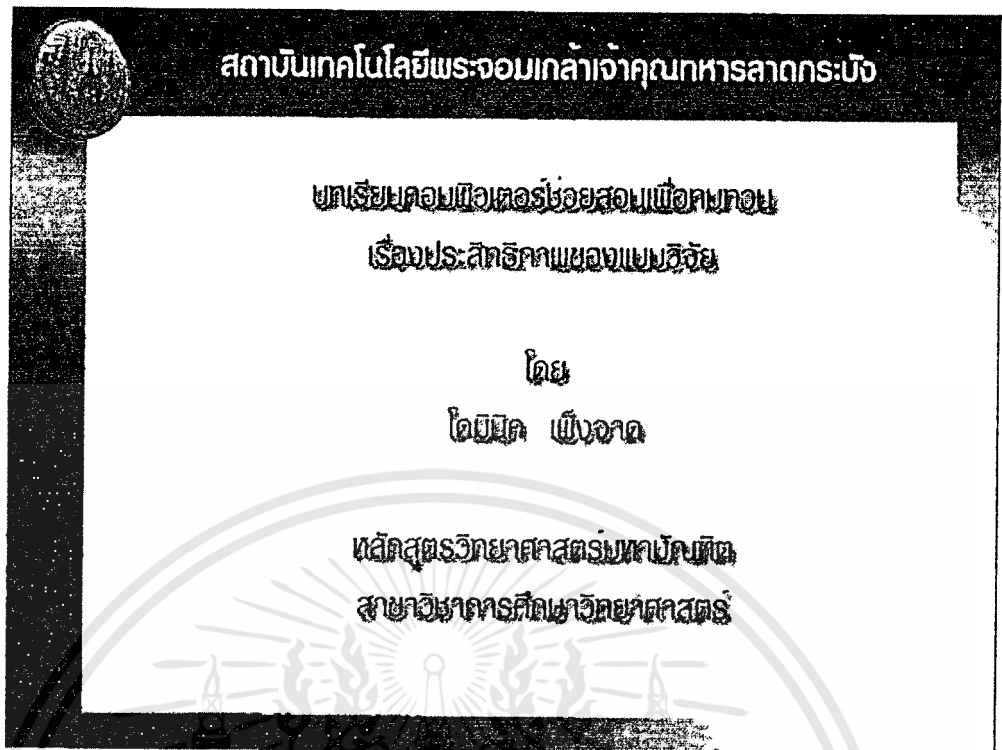 สถาบันเทคโนโลยีพระจอมเกล้าเจ้าคุณทหารลาดกระบัง
บทเรียนคอมพิวเตอร์ช่วยสอนเพื่อทบทวน
เรื่องประสิทธิภาพของแบบวิจัย
โดย
โดมินิค เพ็งอาด
หลักสูตรวิทยาศาสตร์มหาบัณฑิต
สาขาวิชาการศึกษาวิทยาศาสตร์